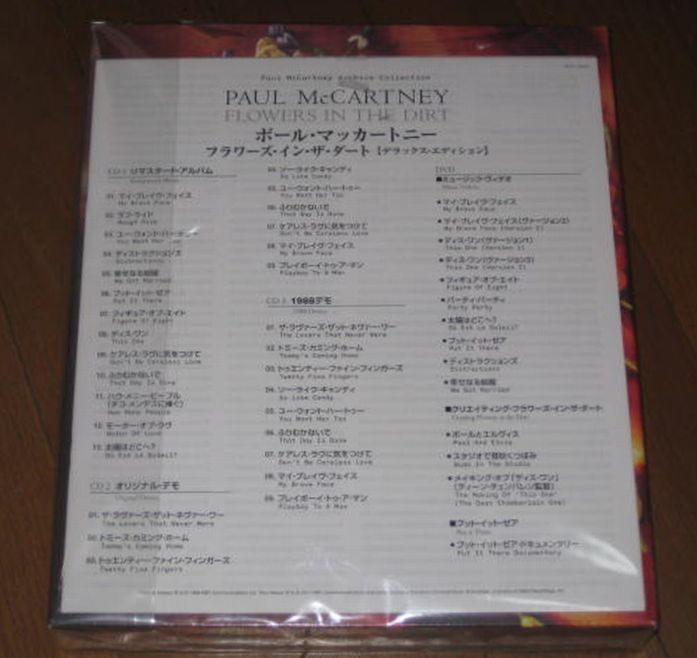 Paul McCartney Archive Collection
PAUL McCARTNEY
FLOWERS IN THE DIRT
ポール・マッカートニー
フラワーズ・イン・ザ・ダート【デラックス・エディション】
CD 1 リマスタード・アルバム
01. マイ・ブレイヴ・フェイス
My Brave Face
02. ラフ・ライド
Rough Ride
03. ユー・ウォント・ハー・トゥー
You Want Her Too
04. ディストラクションズ
Distractions
05. 幸せなる結婚
We Got Married
06. プット・イット・ゼア
Put It There
07. フィギュア・オブ・エイト
Figure Of Eight
08. ディス・ワン
This One
09. ケアレス・ラヴに気をつけて
Don't Be Careless Love
10. ふりむかないで
That Day Is Done
11. ハウ・メニー・ピープル
(チコ・メンデスに捧ぐ)
How Many People
12. モーター・オブ・ラヴ
Motor Of Love
13. 太陽はどこへ?
Ou Est Le Soleil?
CD 2 オリジナル・デモ
Original Demos
01. ザ・ラヴァーズ・ザット・ネヴァー・ワー
The Lovers That Never Were
02. トミーズ・カミング・ホーム
Tommy's Coming Home
03. トゥエンティー・ファイン・フィンガーズ
Twenty Fine Fingers
04. ソー・ライク・キャンディ
So Like Candy
05. ユー・ウォント・ハー・トゥー
You Want Her Too
06. ふりむかないで
That Day Is Done
07. ケアレス・ラヴに気をつけて
Don't Be Careless Love
08. マイ・ブレイヴ・フェイス
My Brave Face
09. プレイボーイ・トゥ・ア・マン
Playboy To A Man
CD 3 1988デモ
1988 Demos
01. ザ・ラヴァーズ・ザット・ネヴァー・ワー
The Lovers That Never Were
02. トミーズ・カミング・ホーム
Tommy's Coming Home
03. トゥエンティー・ファイン・フィンガーズ
Twenty Fine Fingers
04. ソー・ライク・キャンディ
So Like Candy
05. ユー・ウォント・ハー・トゥー
You Want Her Too
06. ふりむかないで
That Day Is Done
07. ケアレス・ラヴに気をつけて
Don't Be Careless Love
08. マイ・ブレイヴ・フェイス
My Brave Face
09. プレイボーイ・トゥ・ア・マン
Playboy To A Man
DVD
■ミュージック・ヴィデオ
Music Videos
★マイ・ブレイヴ・フェイス
My Brave Face
★マイ・ブレイヴ・フェイス(ヴァージョン2)
My Brave Face (Version 2)
★ディス・ワン(ヴァージョン1)
This One (Version 1)
★ディス・ワン(ヴァージョン2)
This One (Version 2)
★フィギュア・オブ・エイト
Figure Of Eight
★パーティ・パーティ
Party Party
★太陽はどこへ?
Ou Est Le Soleil?
★プット・イット・ゼア
Put It There
★ディストラクションズ
Distractions
★幸せなる結婚
We Got Married
■クリエイティング・フラワーズ・イン・ザ・ダート
Creating Flowers In the Dirt
★ポールとエルヴィス
Paul And Elvis
★スタジオで花咲くつぼみ
Buds In The Studio
★メイキング・オブ「ディス・ワン」
(ディーン・チェンバレン監督)
The Making Of 'This One'
(The Dean Chamberlain One)
■プット・イット・ゼア
Put It There
★プット・イット・ゼア・ドキュメンタリー
Put It There Documentary